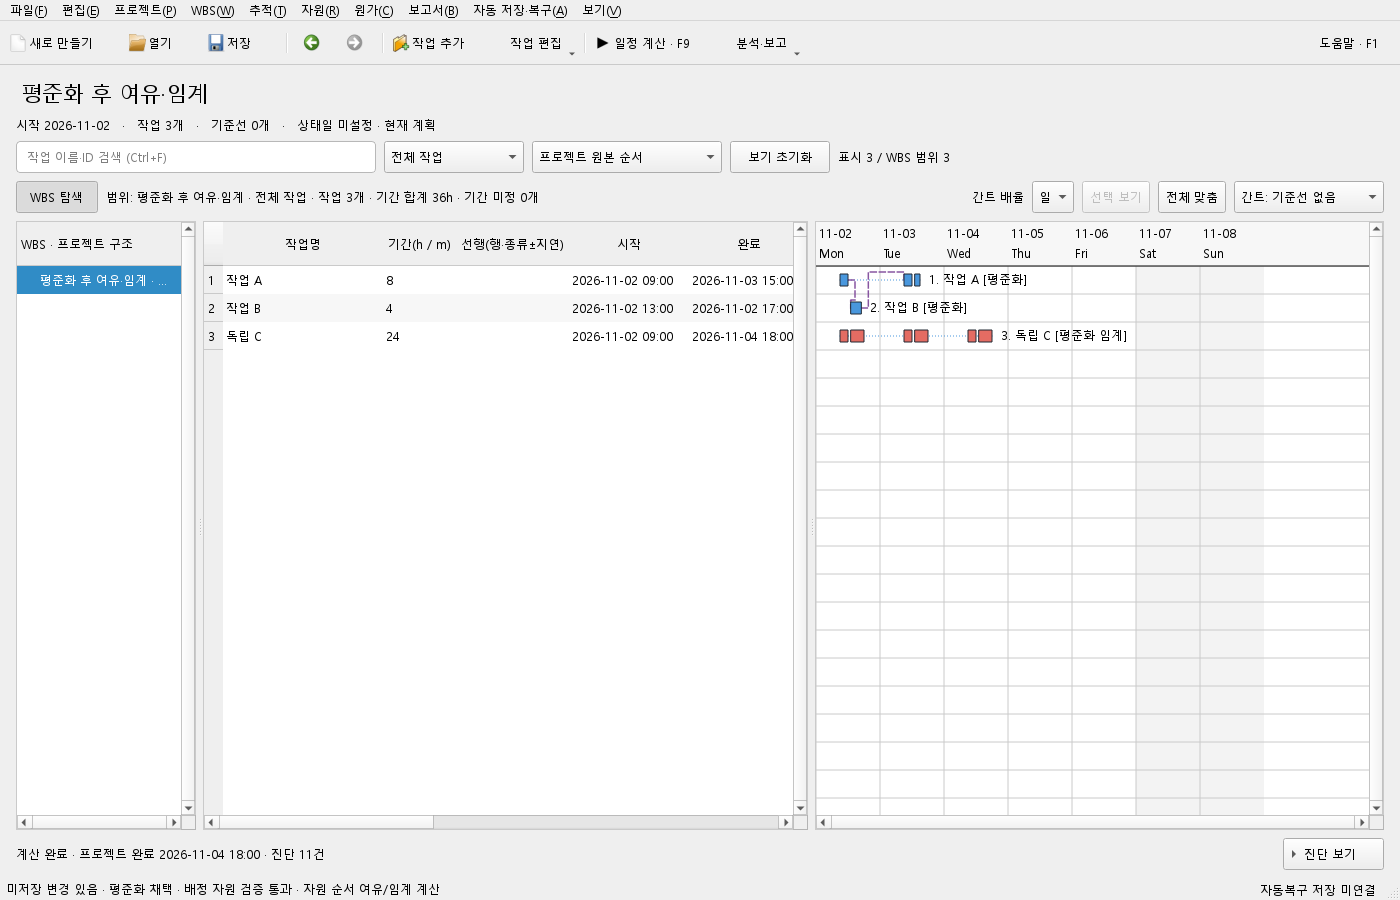 파일(F) 편집(E) 프로젝트(P) WBS(W) 추적(T) 자원(R) 원가(C) 보고서(B) 자동 저장·복구(A) 보기(V)
새로 만들기 열기 저장 작업 추가 작업 편집 일정 계산 · F9 분석·보고 도움말 · F1
평준화 후 여유·임계
시작 2026-11-02 · 작업 3개 · 기준선 0개 · 상태일 미설정 · 현재 계획
작업 이름·ID 검색 (Ctrl+F) 전체 작업 프로젝트 원본 순서 보기 초기화 표시 3 / WBS 범위 3
WBS 탐색 범위: 평준화 후 여유·임계 · 전체 작업 · 작업 3개 · 기간 합계 36h · 기간 미정 0개 간트 배율 일 선택 보기 전체 맞춤 간트: 기준선 없음
WBS · 프로젝트 구조
평준화 후 여유·임계 · ...
작업명 기간(h / m) 선행(행·종류±지연) 시작 완료
1 작업 A 8 2026-11-02 09:00 2026-11-03 15:00
2 작업 B 4 2026-11-02 13:00 2026-11-02 17:00
3 독립 C 24 2026-11-02 09:00 2026-11-04 18:00
11-02 11-03 11-04 11-05 11-06 11-07 11-08
Mon Tue Wed Thu Fri Sat Sun
1. 작업 A [평준화]
2. 작업 B [평준화]
3. 독립 C [평준화 임계]
계산 완료 · 프로젝트 완료 2026-11-04 18:00 · 진단 11건 진단 보기
미저장 변경 있음 · 평준화 채택 · 배정 자원 검증 통과 · 자원 순서 여유/임계 계산 자동복구 저장 미연결